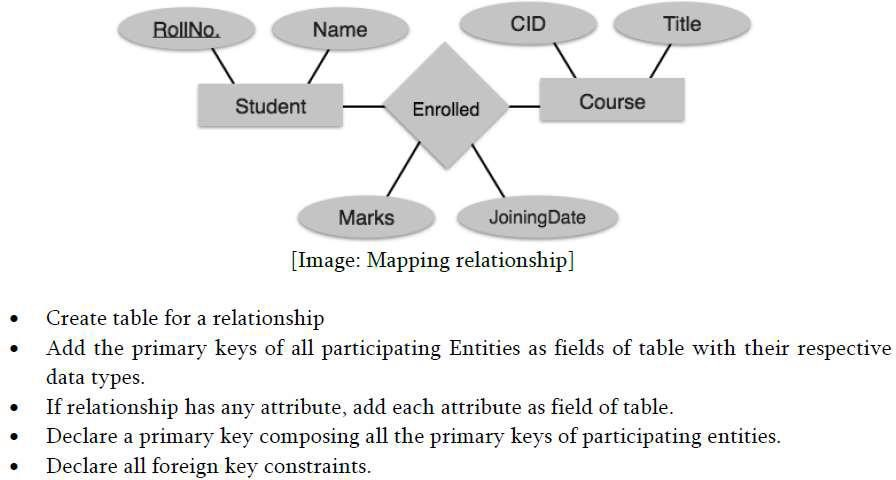 RollNo. Name CID Title
Student Enrolled Course
Marks JoiningDate
[Image: Mapping relationship]
• Create table for a relationship
• Add the primary keys of all participating Entities as fields of table with their respective
data types.
• If relationship has any attribute, add each attribute as field of table.
• Declare a primary key composing all the primary keys of participating entities.
• Declare all foreign key constraints.